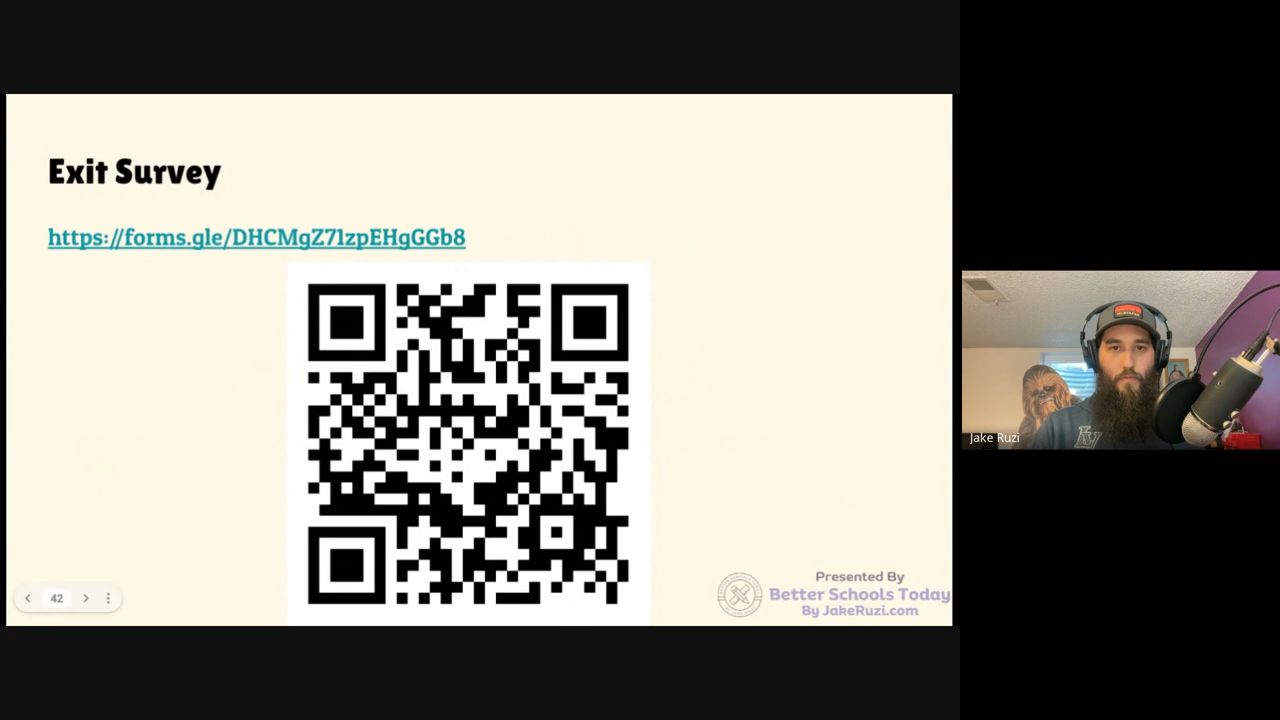 Exit Survey
https://forms.gle/DHCMgZ71zpEHgGGb8
42
Presented By
Better Schools Today
By JakeRuzi.com
Jake Ruzi